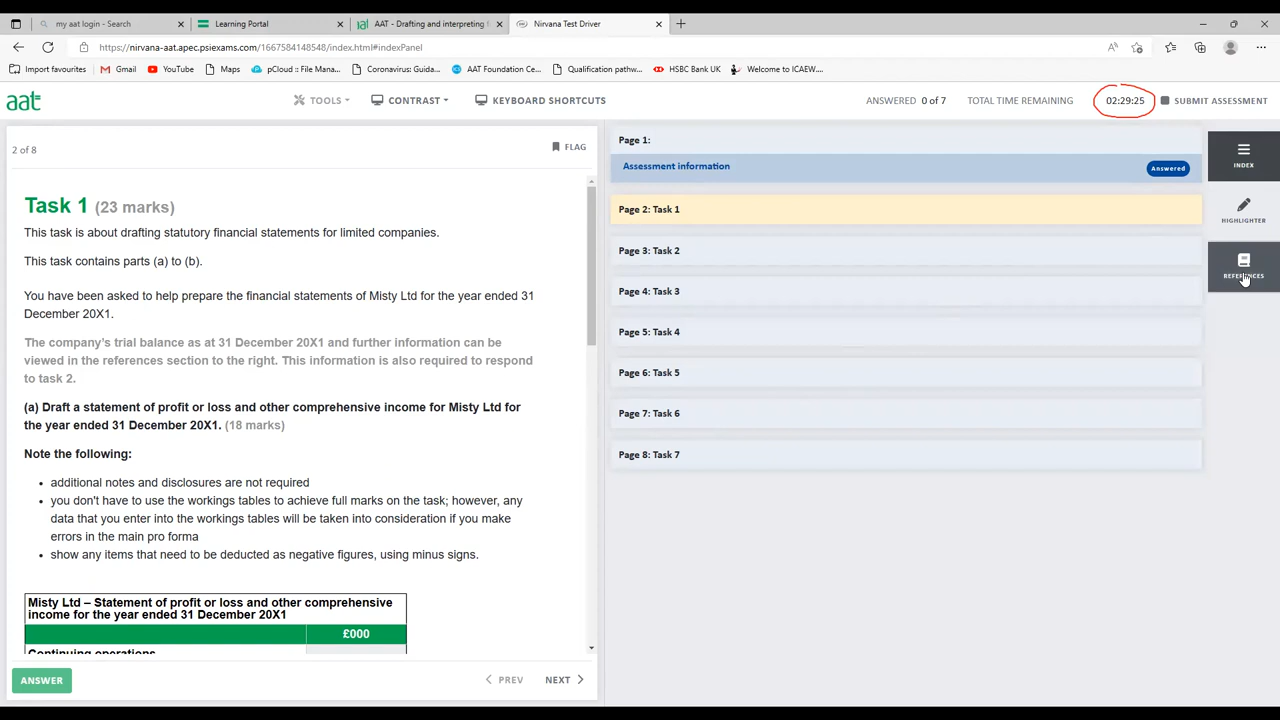 my aat login - Search
Learning Portal
AAT - Drafting and interpreting
Nirvana Test Driver
https://nirvana-aat.apec.psiexams.com/1667584148548/index.html#indexPanel
Import favourites
Gmail
YouTube
Maps
pCloud :: File Mana...
Coronavirus: Guida...
AAT Foundation Ce...
Qualification pathw...
HSBC Bank UK
Welcome to ICAEW....
aat
TOOLS
CONTRAST
KEYBOARD SHORTCUTS
ANSWERED 0 of 7
TOTAL TIME REMAINING
02:29:25
SUBMIT ASSESSMENT
2 of 8
FLAG
Task 1 (23 marks)
This task is about drafting statutory financial statements for limited companies.
This task contains parts (a) to (b).
You have been asked to help prepare the financial statements of Misty Ltd for the year ended 31
December 20X1.
The company's trial balance as at 31 December 20X1 and further information can be
viewed in the references section to the right. This information is also required to respond
to task 2.
(a) Draft a statement of profit or loss and other comprehensive income for Misty Ltd for
the year ended 31 December 20X1. (18 marks)
Note the following:
• additional notes and disclosures are not required
• you don't have to use the workings tables to achieve full marks on the task; however, any
data that you enter into the workings tables will be taken into consideration if you make
errors in the main pro forma
• show any items that need to be deducted as negative figures, using minus signs.
Misty Ltd – Statement of profit or loss and other comprehensive
income for the year ended 31 December 20X1
£000
Continuing operations
ANSWER
PREV
NEXT
Page 1:
Assessment information
Answered
Page 2: Task 1
Page 3: Task 2
Page 4: Task 3
Page 5: Task 4
Page 6: Task 5
Page 7: Task 6
Page 8: Task 7
INDEX
HIGHLIGHTER
REFERENCES